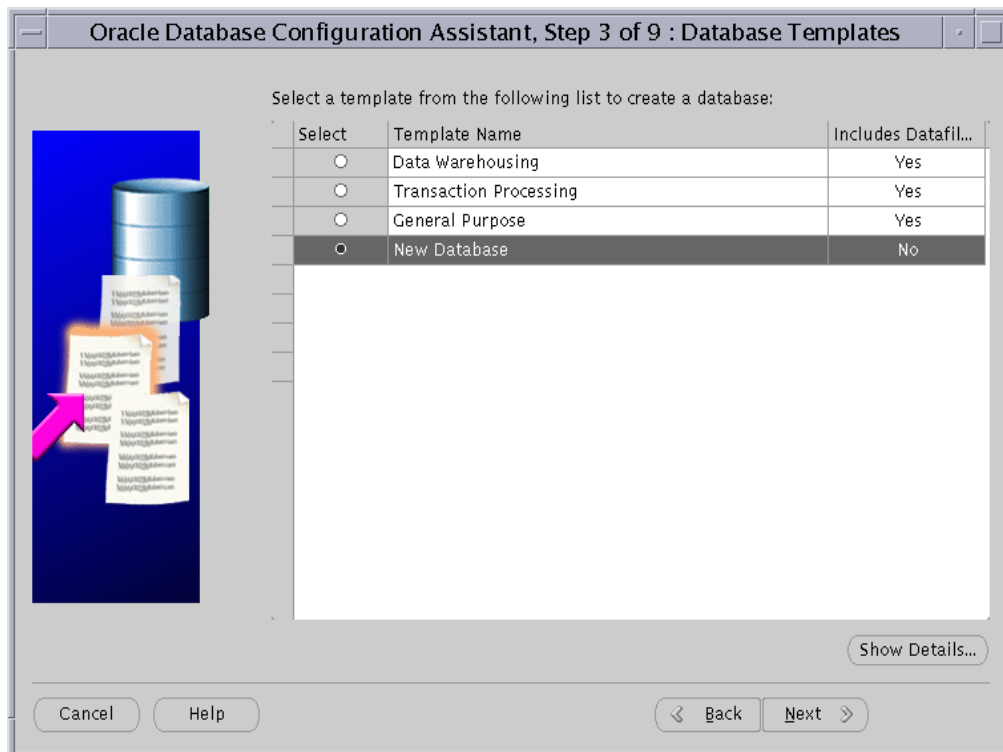 Oracle Database Configuration Assistant, Step 3 of 9 : Database Templates
Select a template from the following list to create a database:
Select Template Name Includes Datafil...
Data Warehousing Yes
Transaction Processing Yes
General Purpose Yes
New Database No
Show Details...
Cancel Help Back Next